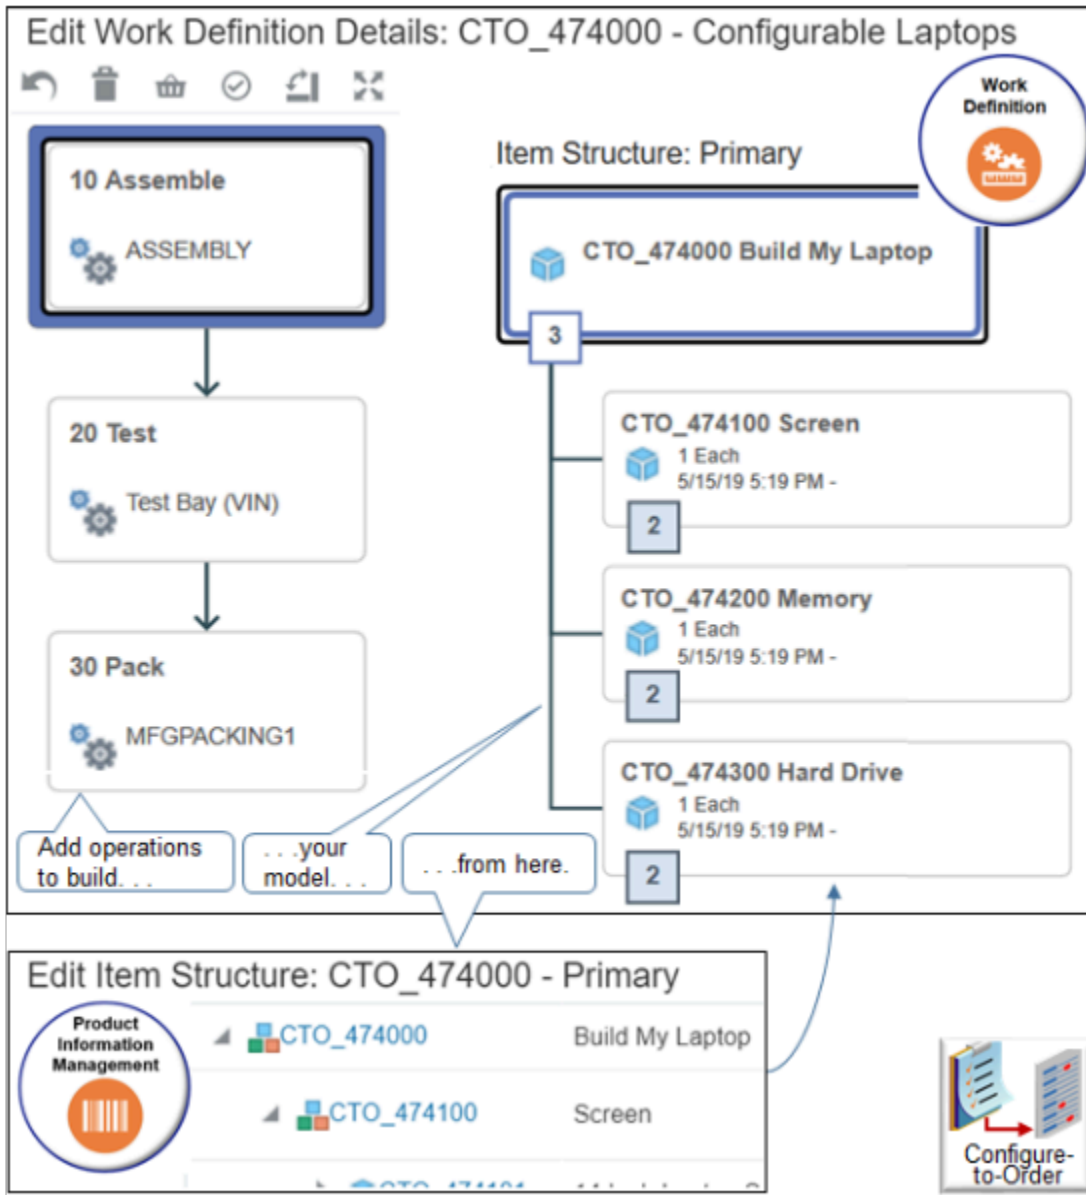 Edit Work Definition Details: CTO_474000 - Configurable Laptops
Work
Definition
10 Assemble
ASSEMBLY
20 Test
Test Bay (VIN)
30 Pack
MFGPACKING1
Item Structure: Primary
CTO_474000 Build My Laptop
3
CTO_474100 Screen
1 Each
5/15/19 5:19 PM -
2
CTO_474200 Memory
1 Each
5/15/19 5:19 PM -
2
CTO_474300 Hard Drive
1 Each
5/15/19 5:19 PM -
2
Add operations
to build. . .
. . .your
model. . .
. . .from here.
Edit Item Structure: CTO_474000 - Primary
Product
Information
Management
CTO_474000 Build My Laptop
CTO_474100 Screen
Configure-
to-Order